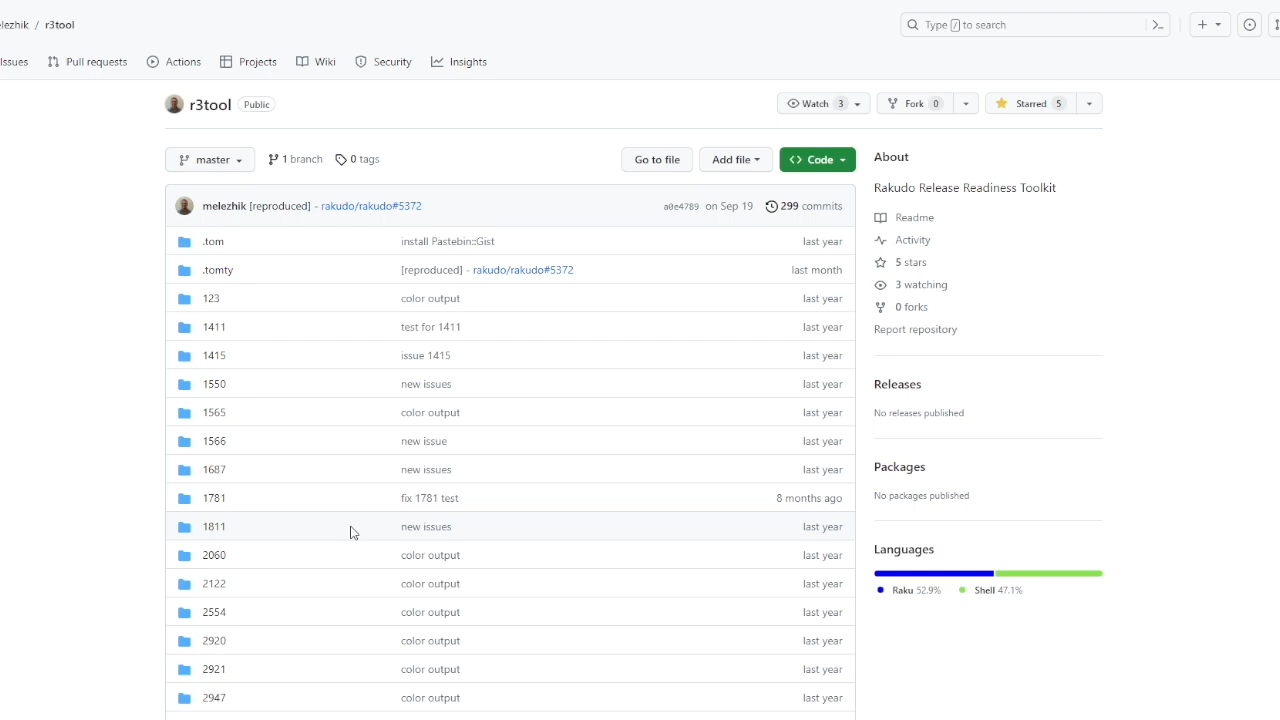 elezhik / r3tool
Type / to search
Issues Pull requests Actions Projects Wiki Security Insights
r3tool Public
Watch 3 Fork 0 Starred 5
master 1 branch 0 tags Go to file Add file Code
melezhik [reproduced] - rakudo/rakudo#5372 a0e4789 on Sep 19 299 commits
.tom install Pastebin::Gist last year
.tomty [reproduced] - rakudo/rakudo#5372 last month
123 color output last year
1411 test for 1411 last year
1415 issue 1415 last year
1550 new issues last year
1565 color output last year
1566 new issue last year
1687 new issues last year
1781 fix 1781 test 8 months ago
1811 new issues last year
2060 color output last year
2122 color output last year
2554 color output last year
2920 color output last year
2921 color output last year
2947 color output last year
About
Rakudo Release Readiness Toolkit
Readme
Activity
5 stars
3 watching
0 forks
Report repository
Releases
No releases published
Packages
No packages published
Languages
Raku 52.9% Shell 47.1%